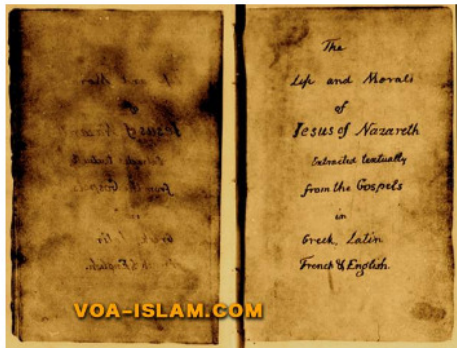 The
Life and Morals
of
Jesus of Nazareth
Extracted textually
from the Gospels
in
Greek, Latin
French & English.
VOA-ISLAM.COM